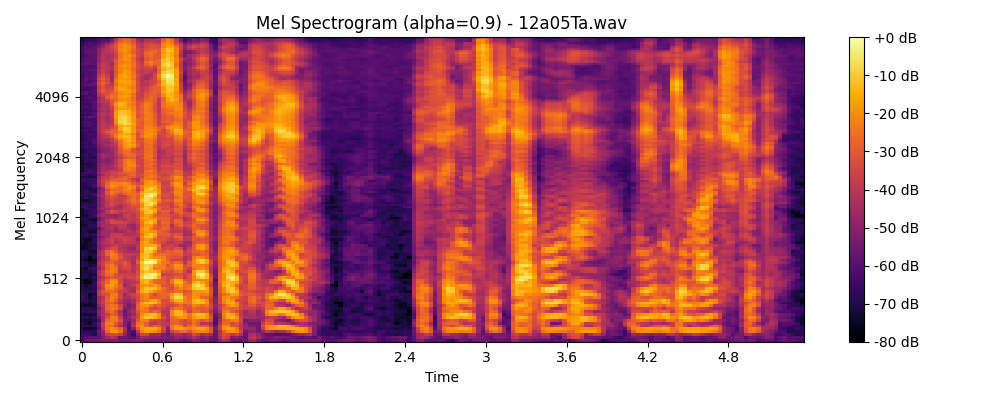 Mel Spectrogram (alpha=0.9) - 12a05Ta.wav
Mel Frequency
4096
2048
1024
512
0
0 0.6 1.2 1.8 2.4 3 3.6 4.2 4.8
Time
+0 dB
-10 dB
-20 dB
-30 dB
-40 dB
-50 dB
-60 dB
-70 dB
-80 dB